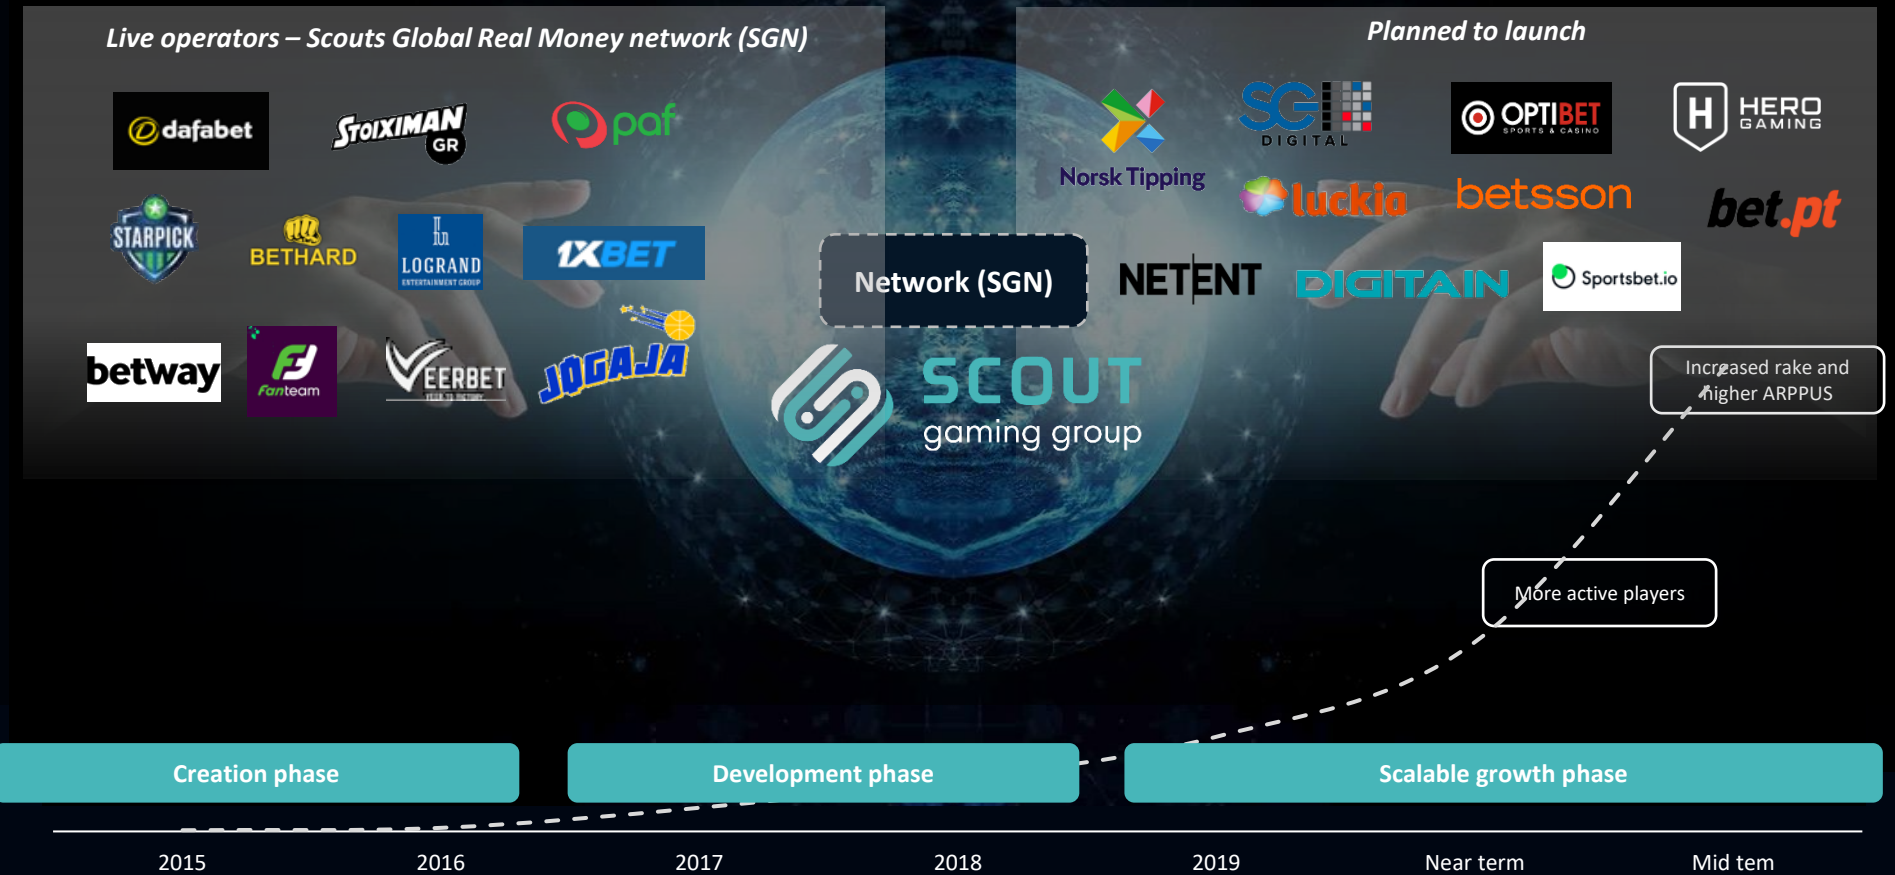 Live operators – Scouts Global Real Money network (SGN)
dafabet
STOIXIMAN
GR
paf
STARPICK
BETHARD
LOGRAND
ENTERTAINMENT GROUP
1XBET
betway
Fanteam
VEERBET
JOGAJA
Planned to launch
Norsk Tipping
SG
DIGITAL
OPTIBET
SPORTS & CASINO
HERO
GAMING
luckia
betsson
bet.pt
NETENT
DIGITAIN
Sportsbet.io
Network (SGN)
SCOUT
gaming group
Increased rake and
higher ARPPUS
More active players
Creation phase
Development phase
Scalable growth phase
2015
2016
2017
2018
2019
Near term
Mid tem